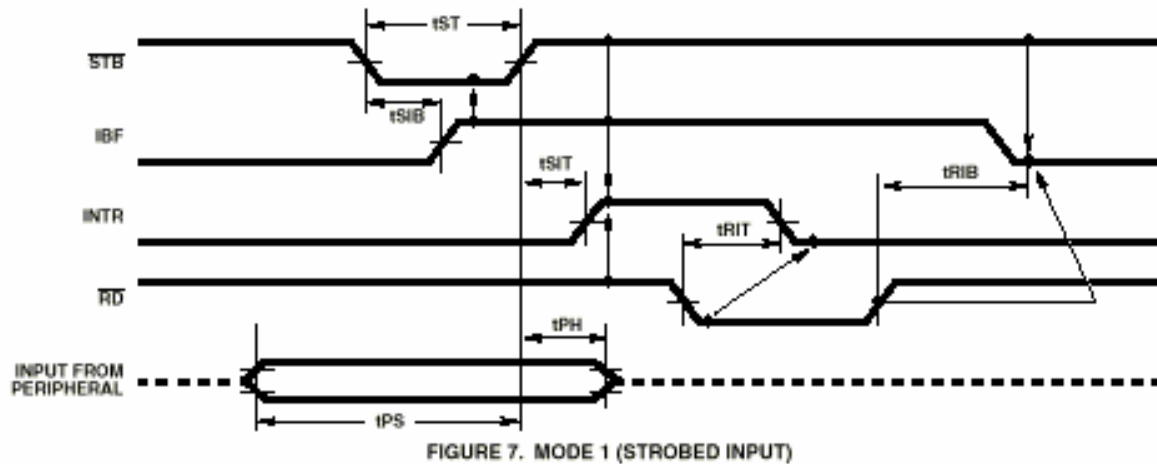 tST
STB
tSIB
IBF
tSIT
tRIB
INTR
tRIT
RD
tPH
INPUT FROM
PERIPHERAL
tPS
FIGURE 7. MODE 1 (STROBED INPUT)